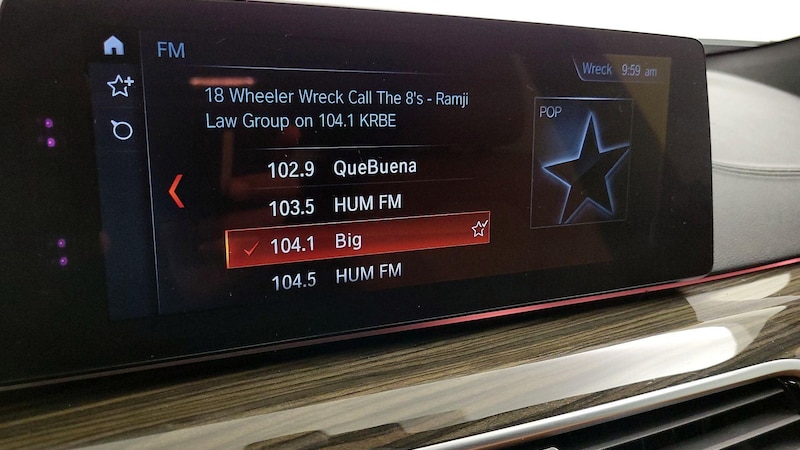 FM
Wreck 9:59 am
18 Wheeler Wreck Call The 8's - Ramji
Law Group on 104.1 KRBE
POP
102.9 QueBuena
103.5 HUM FM
104.1 Big
104.5 HUM FM